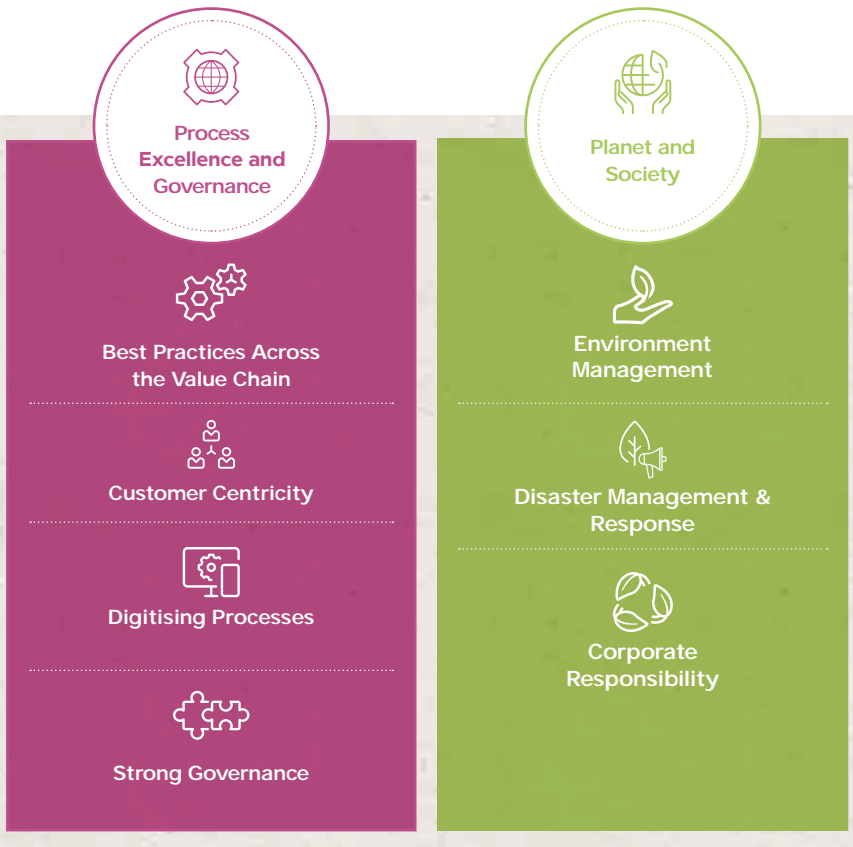 Process
Excellence and
Governance
Best Practices Across
the Value Chain
Customer Centricity
Digitising Processes
Strong Governance
Planet and
Society
Environment
Management
Disaster Management &
Response
Corporate
Responsibility